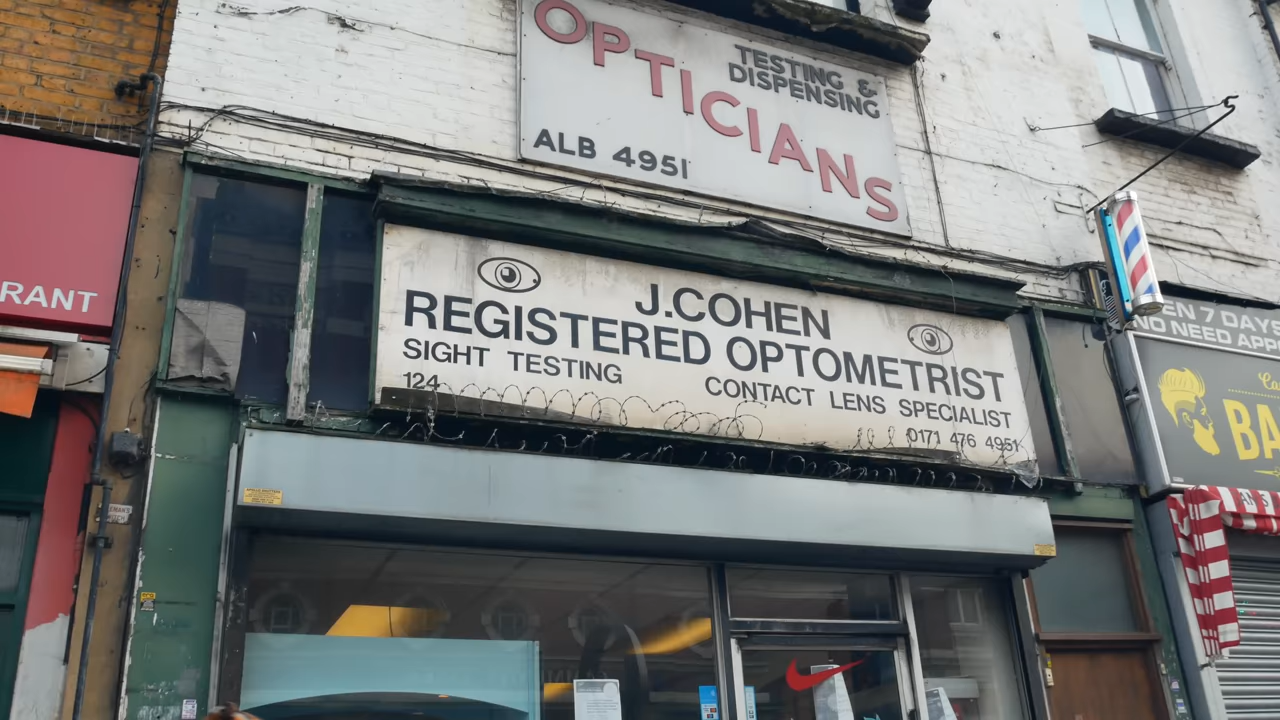 OPTICIANS
TESTING &
DISPENSING
ALB 4951
J.COHEN
REGISTERED OPTOMETRIST
SIGHT TESTING
CONTACT LENS SPECIALIST
124
0171 476 4951
RANT
EN 7 DAYS
NO NEED APP
BA